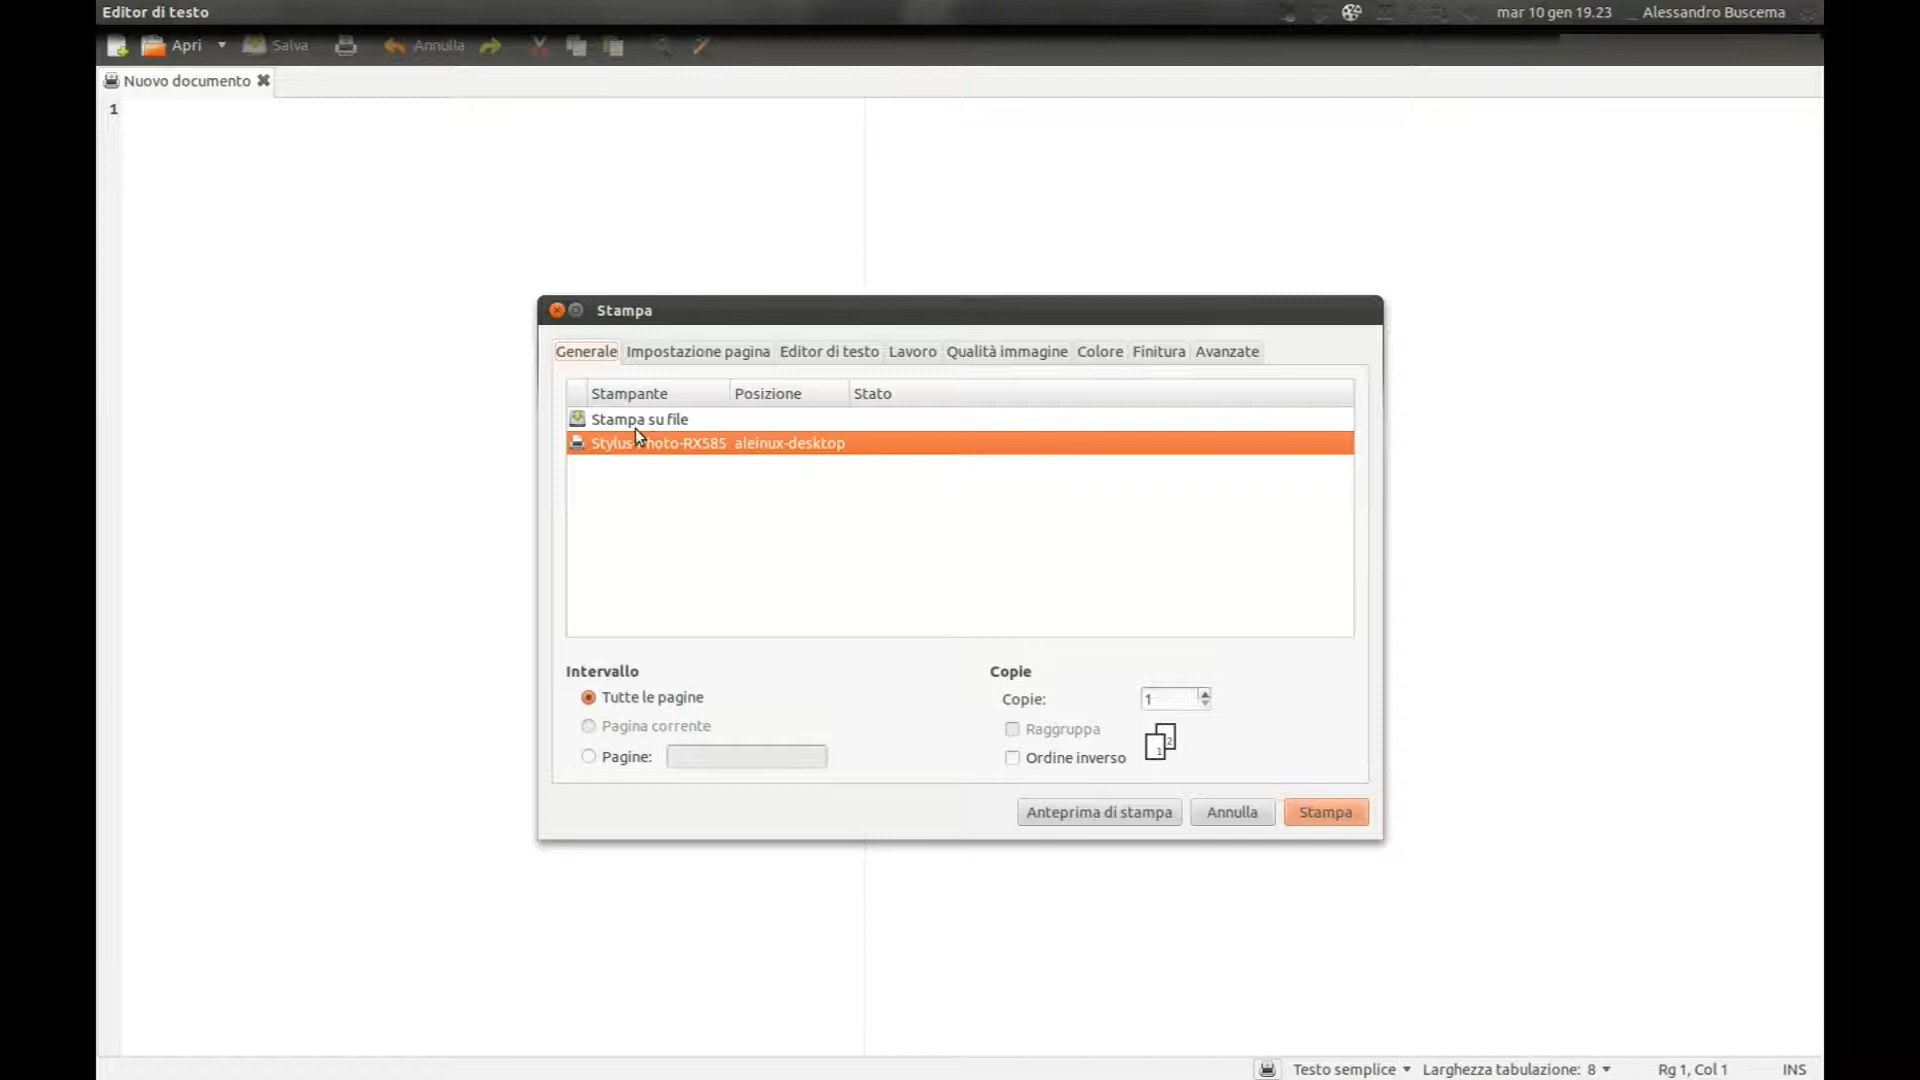 Editor di testo
mar 10 gen 19.23
Alessandro Buscema
Apri
Salva
Annulla
Nuovo documento
1
Stampa
Generale Impostazione pagina Editor di testo Lavoro Qualità immagine Colore Finitura Avanzate
Stampante Posizione Stato
Stampa su file
aleinux-desktop
Intervallo
Tutte le pagine
Pagina corrente
Pagine:
Copie
Copie: 1
Raggruppa
Ordine inverso
1 2
Anteprima di stampa Annulla Stampa
Testo semplice Larghezza tabulazione: 8 Rg 1, Col 1 INS